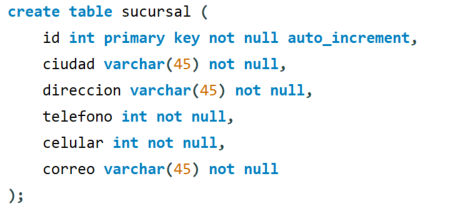 create table sucursal (
    id int primary key not null auto_increment,
    ciudad varchar(45) not null,
    direccion varchar(45) not null,
    telefono int not null,
    celular int not null,
    correo varchar(45) not null
);